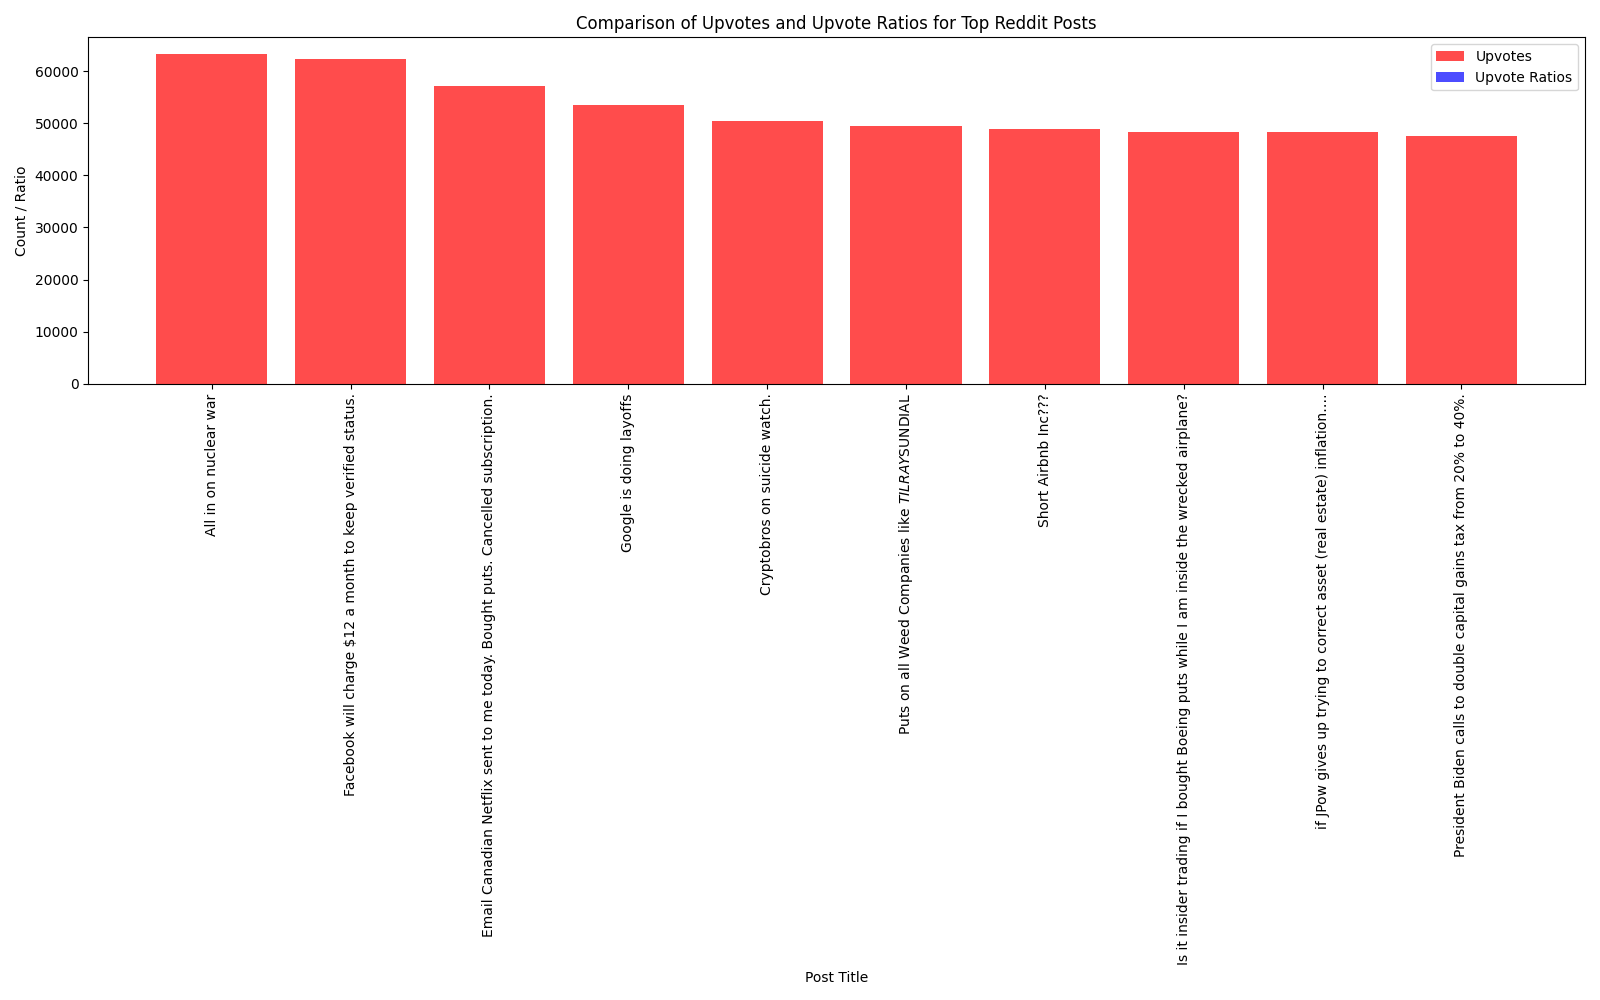 Comparison of Upvotes and Upvote Ratios for Top Reddit Posts
Upvotes
Upvote Ratios
Count / Ratio
60000
50000
40000
30000
20000
10000
0
All in on nuclear war
Facebook will charge $12 a month to keep verified status.
Email Canadian Netflix sent to me today. Bought puts. Cancelled subscription.
Google is doing layoffs
Cryptobros on suicide watch.
Puts on all Weed Companies like TILRAYSUNDIAL
Short Airbnb Inc???
Is it insider trading if I bought Boeing puts while I am inside the wrecked airplane?
if JPow gives up trying to correct asset (real estate) inflation....
President Biden calls to double capital gains tax from 20% to 40%.
Post Title